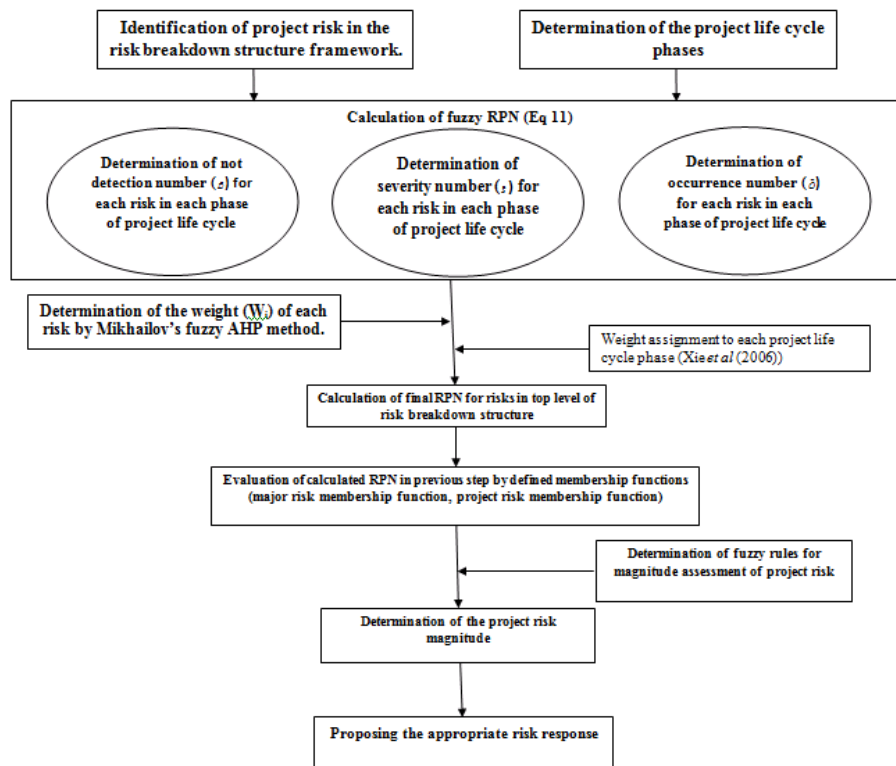 Identification of project risk in the
risk breakdown structure framework.
Determination of the project life cycle
phases
Calculation of fuzzy RPN (Eq 11)
Determination of not
detection number ( ) for
each risk in each phase
of project life cycle
Determination of
severity number ( ) for
each risk in each phase
of project life cycle
Determination of
occurrence number ( )
for each risk in each
phase of project life cycle
Determination of the weight (Wi) of each
risk by Mikhailov's fuzzy AHP method.
Weight assignment to each project life
cycle phase (Xie et al (2006))
Calculation of final RPN for risks in top level of
risk breakdown structure
Evaluation of calculated RPN in previous step by defined membership functions
(major risk membership function, project risk membership function)
Determination of fuzzy rules for
magnitude assessment of project risk
Determination of the project risk
magnitude
Proposing the appropriate risk response